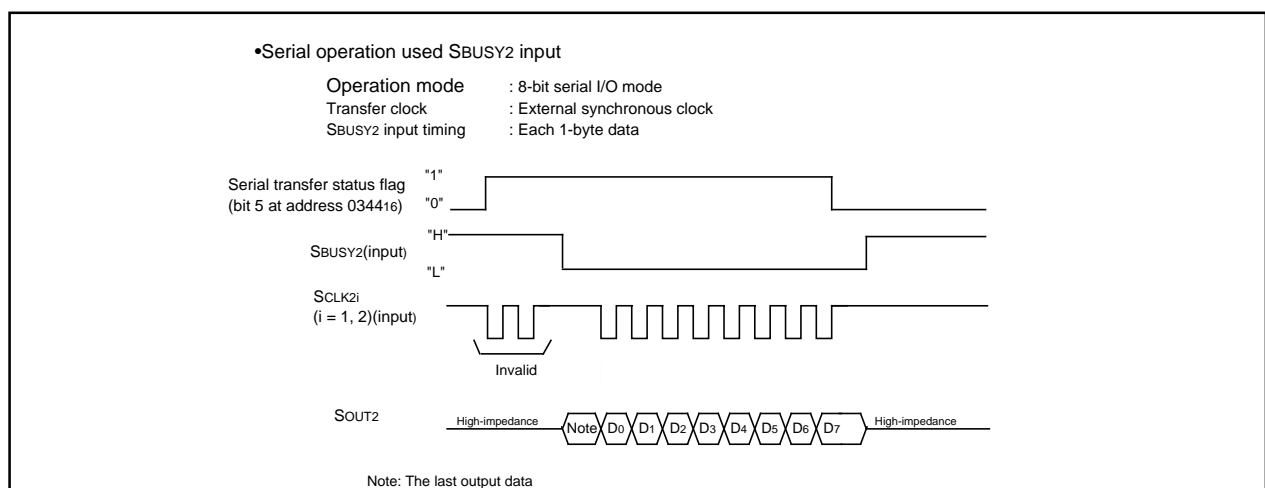 •Serial operation used SBUSY2 input
Operation mode : 8-bit serial I/O mode
Transfer clock : External synchronous clock
SBUSY2 input timing : Each 1-byte data
Serial transfer status flag "1"
(bit 5 at address 034416) "0"
"H"
SBUSY2(input)
"L"
SCLK2i
(i = 1, 2)(input)
Invalid
SOUT2 High-impedance Note D0 D1 D2 D3 D4 D5 D6 D7 High-impedance
Note: The last output data